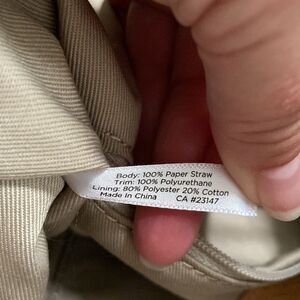 Body: 100% Paper Straw
Trim: 100% Polyurethane
Lining: 80% Polyester 20% Cotton
Made In China CA #23147